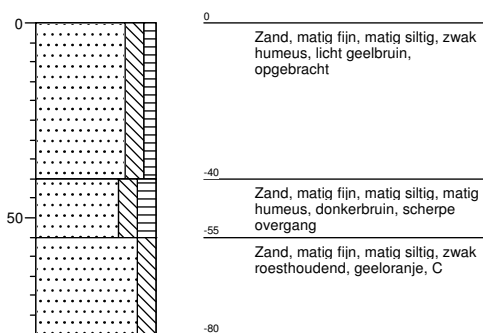 0
0
Zand, matig fijn, matig siltig, zwak
humeus, licht geelbruin,
opgebracht
-40
Zand, matig fijn, matig siltig, matig
humeus, donkerbruin, scherpe
overgang
50
-55
Zand, matig fijn, matig siltig, zwak
roesthoudend, geeloranje, C
-80